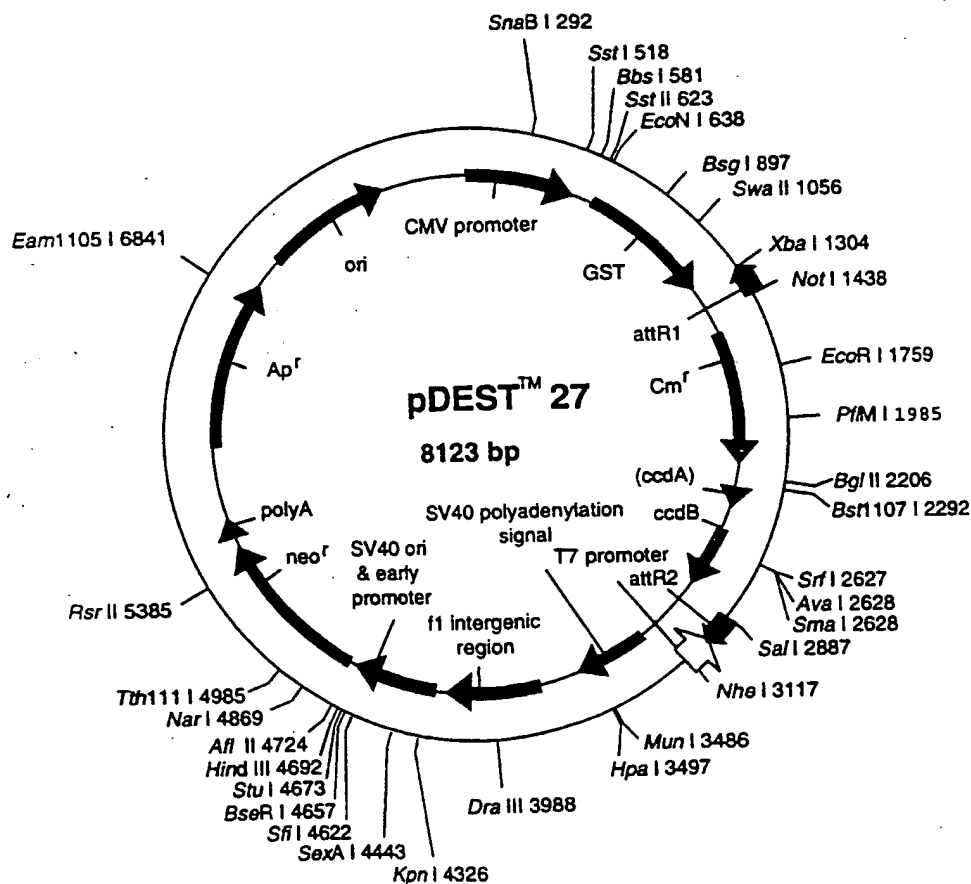 SnaB I 292
Sst I 518
Bbs I 581
Sst II 623
EcoN I 638
Bsg I 897
Swa II 1056
Xba I 1304
Not I 1438
EcoR I 1759
PflM I 1985
Bgl II 2206
Bst1107 I 2292
Srf I 2627
Ava I 2628
Sma I 2628
Sal I 2887
Nhe I 3117
Mun I 3486
Hpa I 3497
Dra III 3988
Kpn I 4326
SexA I 4443
Sfi I 4622
BseR I 4657
Stu I 4673
Hind III 4692
Afl II 4724
Nar I 4869
Tth111 I 4985
Rsr II 5385
Eam1105 I 6841
CMV promoter
GST
attR1
Cmr
(ccdA)
ccdB
attR2
T7 promoter
SV40 polyadenylation
signal
f1 intergenic
region
SV40 ori
& early
promoter
neor
polyA
Apr
ori
pDEST™ 27
8123 bp